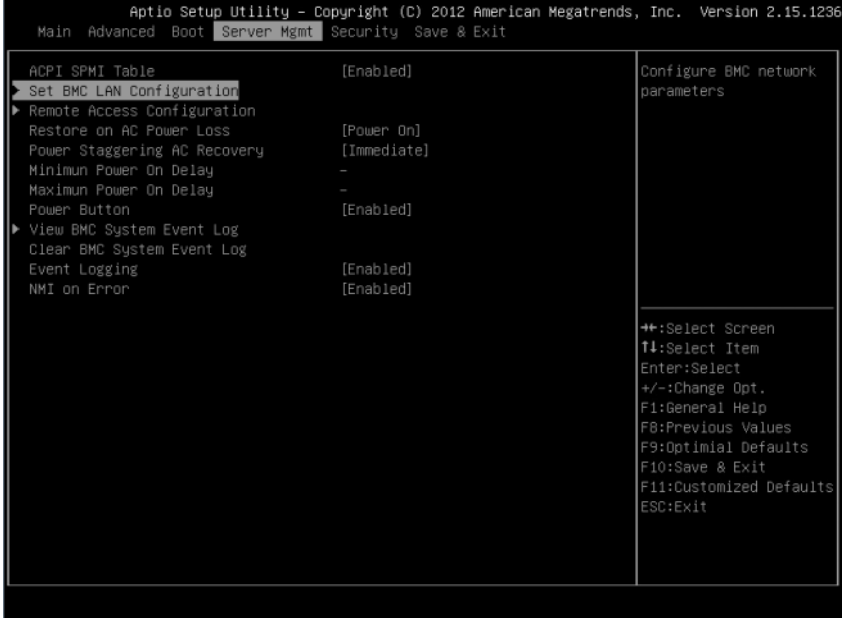 Aptio Setup Utility – Copyright (C) 2012 American Megatrends, Inc. Version 2.15.1236
Main Advanced Boot Server Mgmt Security Save & Exit
ACPI SPMI Table [Enabled]
Set BMC LAN Configuration
Remote Access Configuration
Restore on AC Power Loss [Power On]
Power Staggering AC Recovery [Immediate]
Minimun Power On Delay –
Maximun Power On Delay –
Power Button [Enabled]
View BMC System Event Log
Clear BMC System Event Log
Event Logging [Enabled]
NMI on Error [Enabled]
Configure BMC network
parameters
→←:Select Screen
↑↓:Select Item
Enter:Select
+/-:Change Opt.
F1:General Help
F8:Previous Values
F9:Optimial Defaults
F10:Save & Exit
F11:Customized Defaults
ESC:Exit